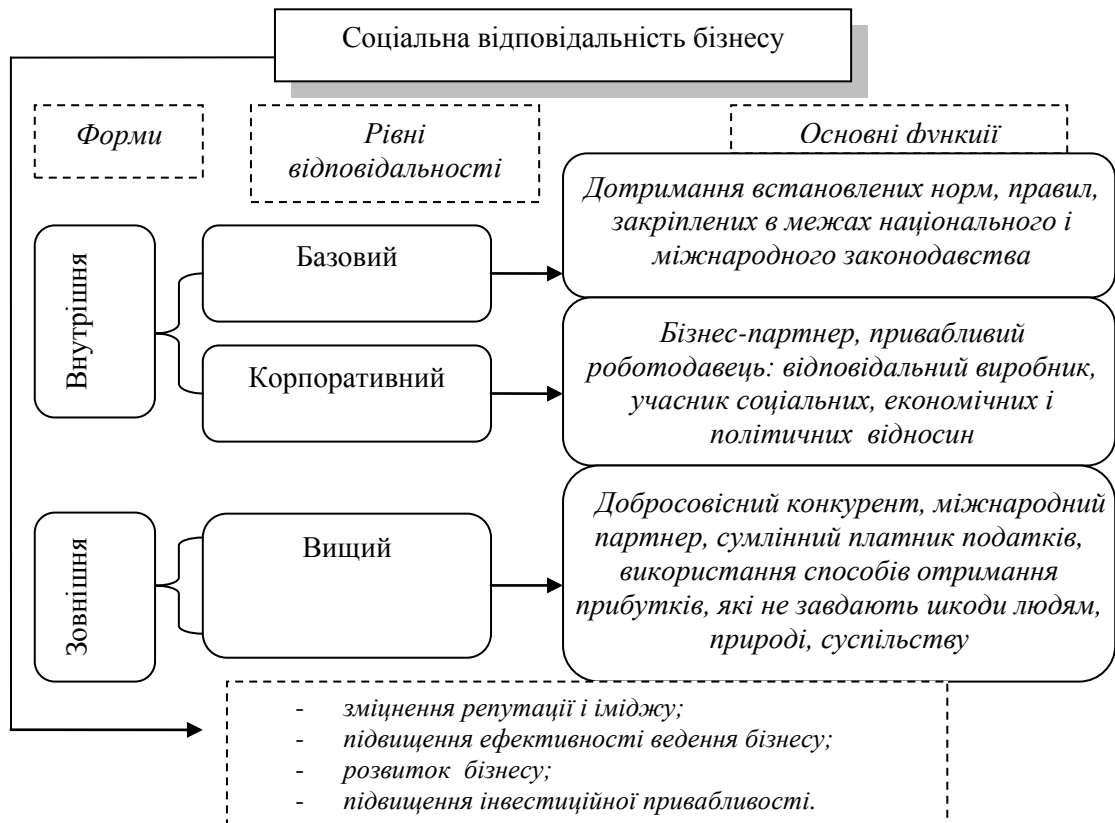 Соціальна відповідальність бізнесу
Форми
Рівні
відповідальності
Основні функції
Внутрішня
Базовий
Дотримання встановлених норм, правил,
закріплених в межах національного і
міжнародного законодавства
Корпоративний
Бізнес-партнер, привабливий
роботодавець: відповідальний виробник,
учасник соціальних, економічних і
політичних відносин
Зовнішня
Вищий
Добросовісний конкурент, міжнародний
партнер, сумлінний платник податків,
використання способів отримання
прибутків, які не завдають шкоди людям,
природі, суспільству
- зміцнення репутації і іміджу;
- підвищення ефективності ведення бізнесу;
- розвиток бізнесу;
- підвищення інвестиційної привабливості.